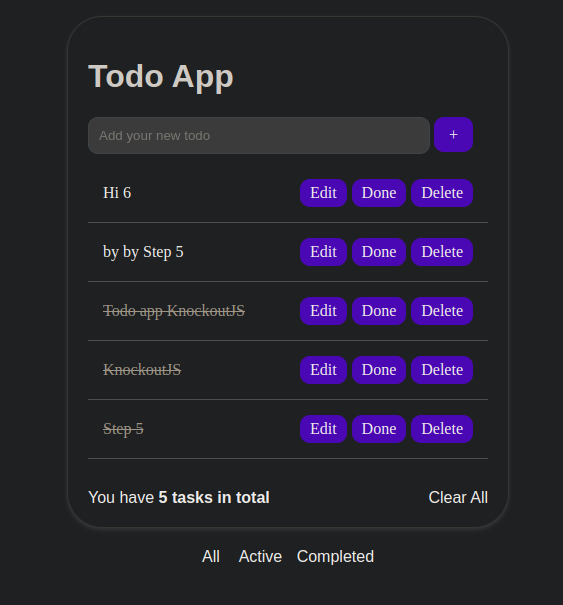 Todo App
Add your new todo +
Hi 6 Edit Done Delete
by by Step 5 Edit Done Delete
Todo app KnockoutJS Edit Done Delete
KnockoutJS Edit Done Delete
Step 5 Edit Done Delete
You have 5 tasks in total Clear All
All Active Completed